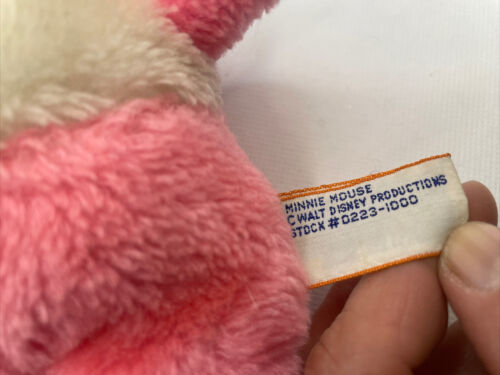 MINNIE MOUSE
C WALT DISNEY PRODUCTIONS
STOCK #0223-1000